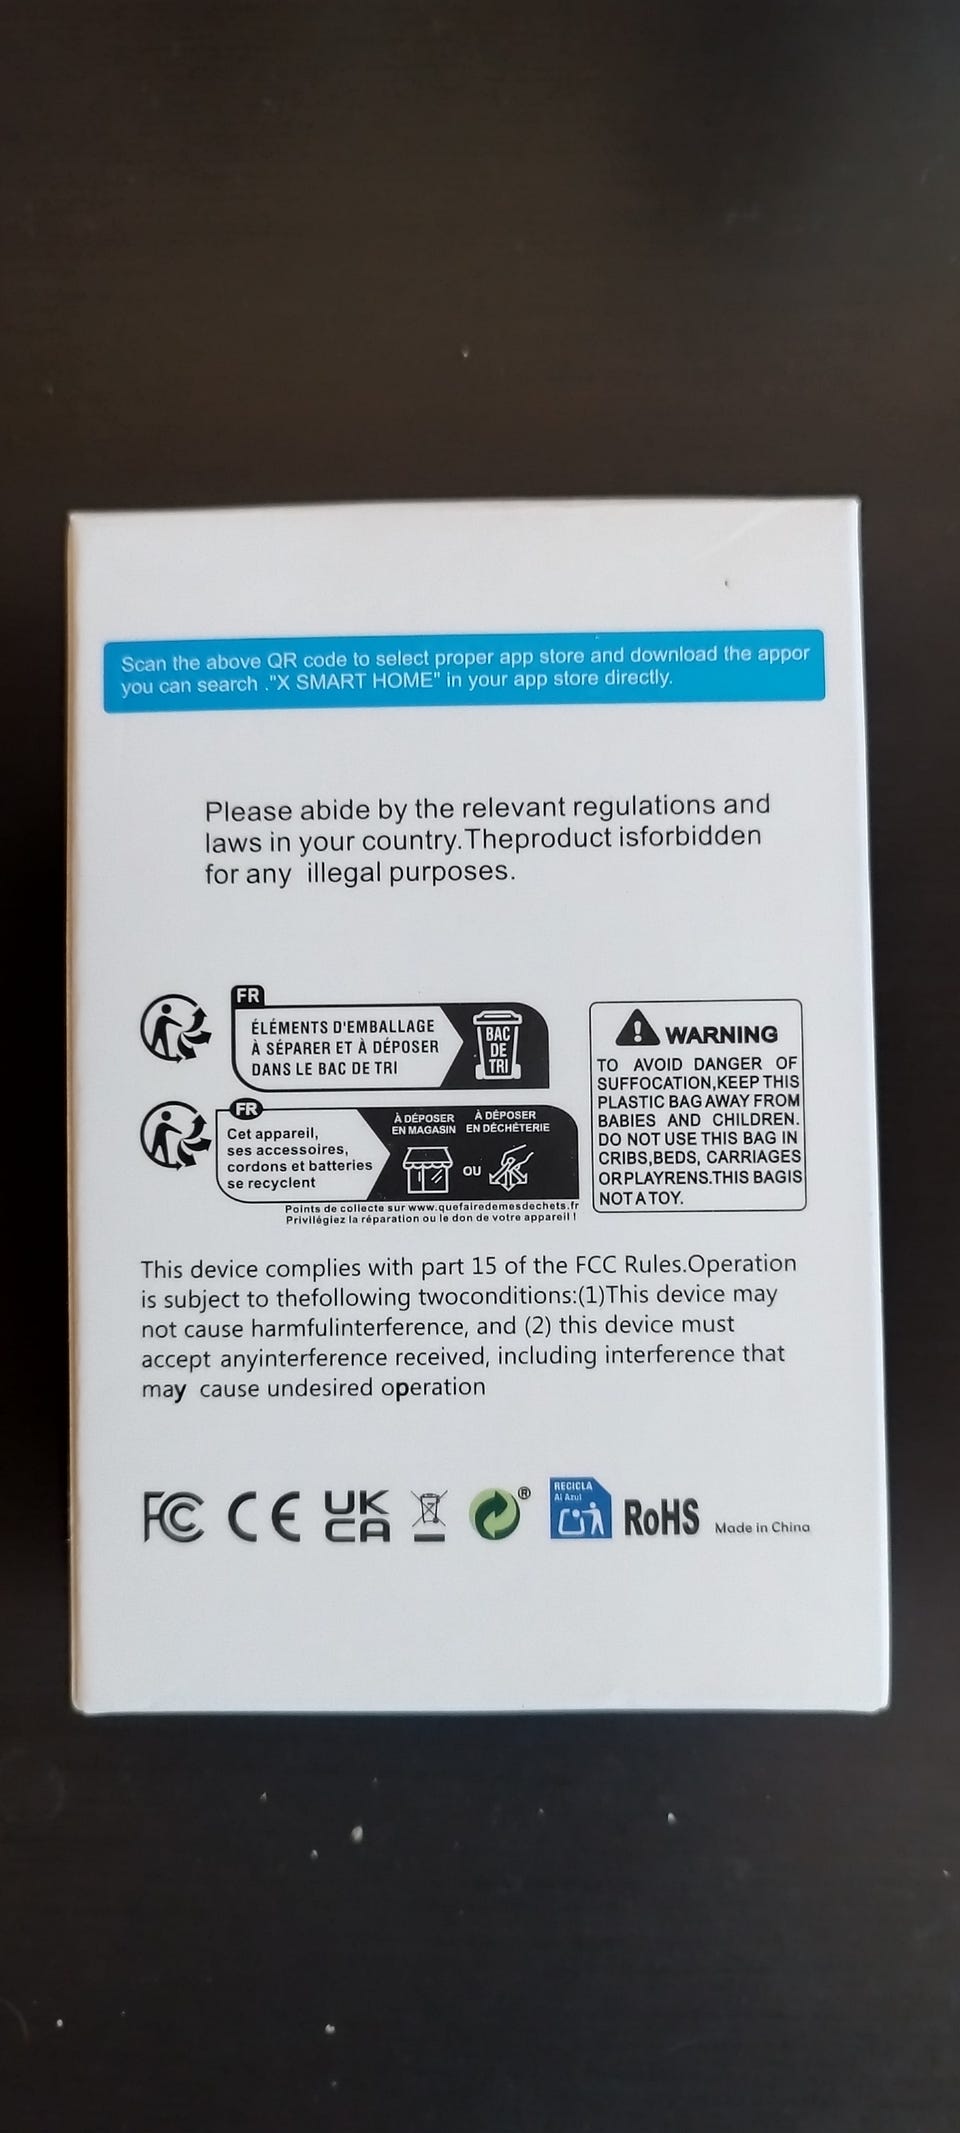 Scan the above QR code to select proper app store and download the appor
you can search ."X SMART HOME" in your app store directly.
Please abide by the relevant regulations and
laws in your country.Theproduct isforbidden
for any illegal purposes.
FR
ÉLÉMENTS D'EMBALLAGE
À SÉPARER ET À DÉPOSER
DANS LE BAC DE TRI
BAC
DE
TRI
FR
Cet appareil,
ses accessoires,
cordons et batteries
se recyclent
À DÉPOSER
EN MAGASIN
OU
À DÉPOSER
EN DÉCHÈTERIE
Points de collecte sur www.quefairedemesdechets.fr
Privilégiez la réparation ou le don de votre appareil !
WARNING
TO AVOID DANGER OF
SUFFOCATION,KEEP THIS
PLASTIC BAG AWAY FROM
BABIES AND CHILDREN.
DO NOT USE THIS BAG IN
CRIBS,BEDS, CARRIAGES
ORPLAYRENS.THIS BAGIS
NOTA TOY.
This device complies with part 15 of the FCC Rules.Operation
is subject to thefollowing twoconditions:(1)This device may
not cause harmfulinterference, and (2) this device must
accept anyinterference received, including interference that
may cause undesired operation
FC CE UK
CA
®
RECICLA
Al Azul
RoHS
Made in China